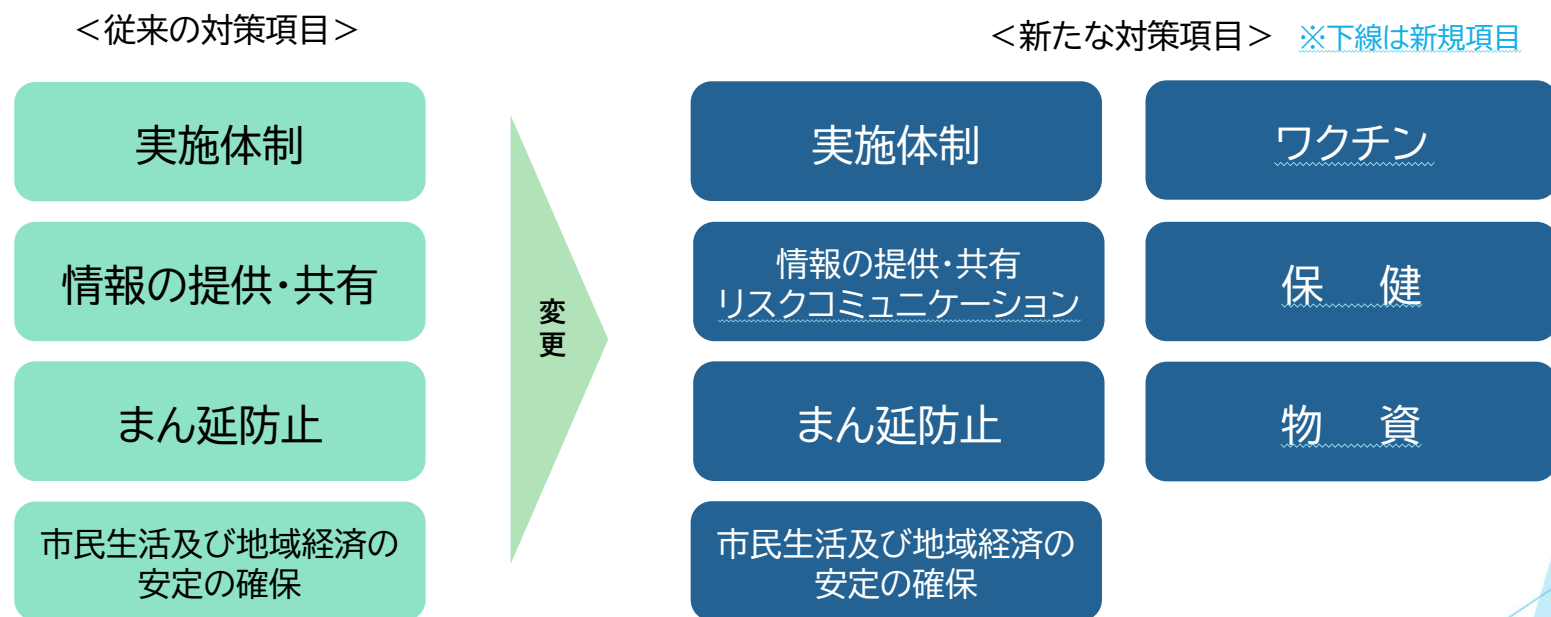 ＜従来の対策項目＞
実施体制
情報の提供・共有
まん延防止
市民生活及び地域経済の
安定の確保
変
更
＜新たな対策項目＞ ※下線は新規項目
実施体制
情報の提供・共有
リスクコミュニケーション
まん延防止
市民生活及び地域経済の
安定の確保
ワクチン
保　健
物　資